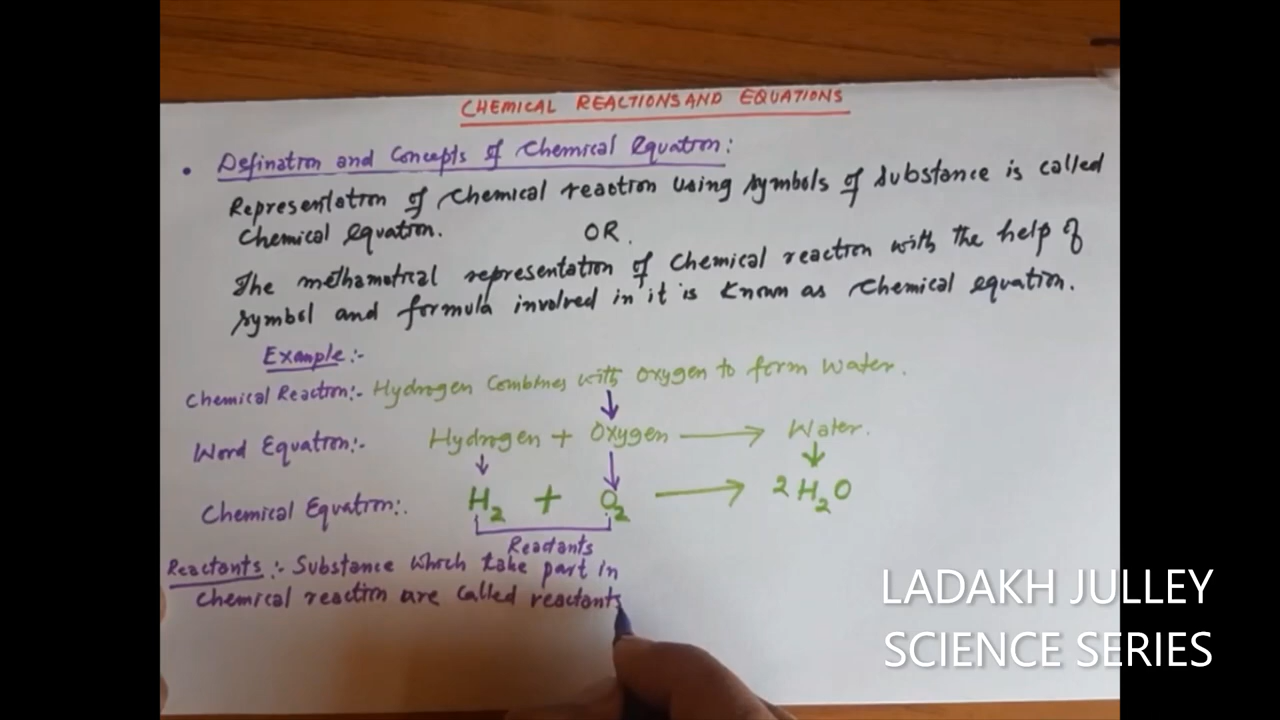 CHEMICAL REACTIONS AND EQUATIONS
• Defination and Concepts of Chemical Equation:
Representation of Chemical reaction using symbols of substance is called
Chemical equation. OR.
The methamatical representation of Chemical reaction with the help of
symbol and formula involved in it is known as Chemical equation.
Example:-
Chemical Reaction:- Hydrogen Combines with Oxygen to form Water.
Word Equation:- Hydrogen + Oxygen → Water.
Chemical Equation:. H₂ + O₂ → 2H₂O
Reactants
Reactants:- Substance which take part in
Chemical reaction are called reactants
LADAKH JULLEY
SCIENCE SERIES